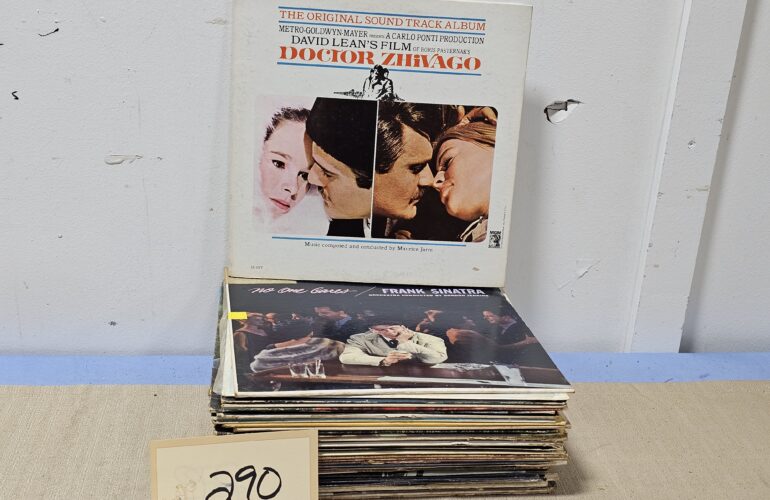 THE ORIGINAL SOUND TRACK ALBUM
METRO-GOLDWYN-MAYER PRESENTS A CARLO PONTI PRODUCTION
DAVID LEAN'S FILM OF BORIS PASTERNAK'S
DOCTOR ZHiVAGO
MGM
Music composed and conducted by Maurice Jarre
no one cares / FRANK SINATRA
ORCHESTRA CONDUCTED BY GORDON JENKINS
290